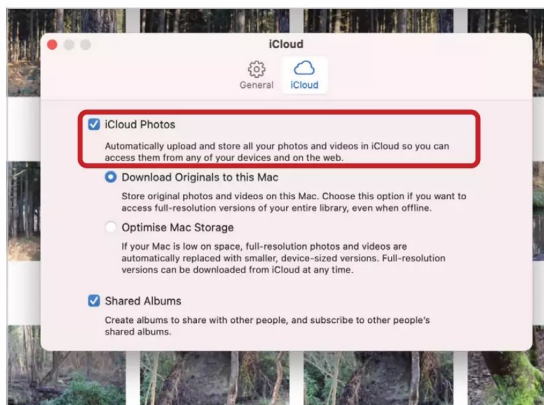 iCloud
General iCloud
iCloud Photos
Automatically upload and store all your photos and videos in iCloud so you can
access them from any of your devices and on the web.
Download Originals to this Mac
Store original photos and videos on this Mac. Choose this option if you want to
access full-resolution versions of your entire library, even when offline.
Optimise Mac Storage
If your Mac is low on space, full-resolution photos and videos are
automatically replaced with smaller, device-sized versions. Full-resolution
versions can be downloaded from iCloud at any time.
Shared Albums
Create albums to share with other people, and subscribe to other people's
shared albums.